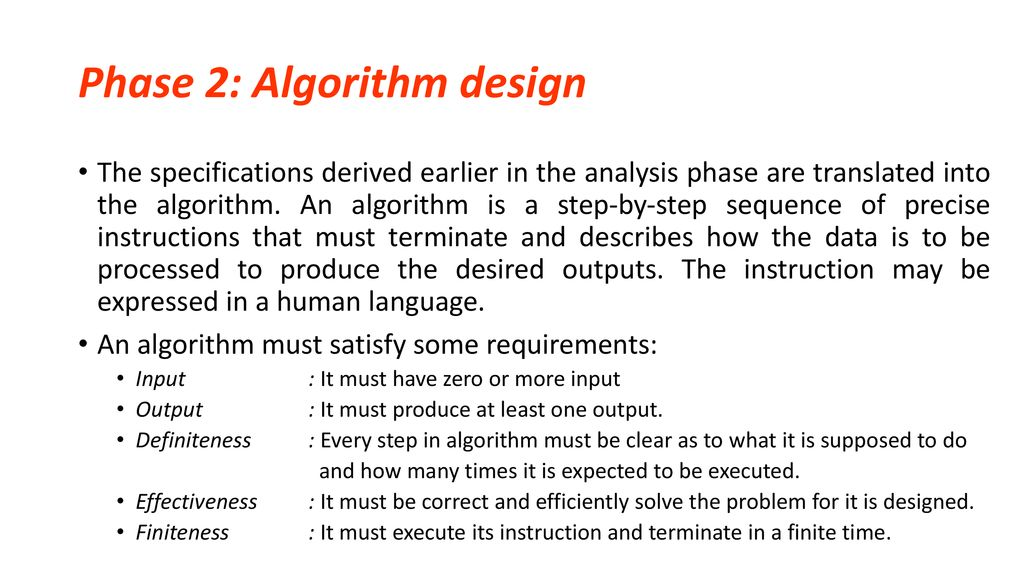 Phase 2: Algorithm design
• The specifications derived earlier in the analysis phase are translated into
the algorithm. An algorithm is a step-by-step sequence of precise
instructions that must terminate and describes how the data is to be
processed to produce the desired outputs. The instruction may be
expressed in a human language.
• An algorithm must satisfy some requirements:
• Input : It must have zero or more input
• Output : It must produce at least one output.
• Definiteness : Every step in algorithm must be clear as to what it is supposed to do
and how many times it is expected to be executed.
• Effectiveness : It must be correct and efficiently solve the problem for it is designed.
• Finiteness : It must execute its instruction and terminate in a finite time.